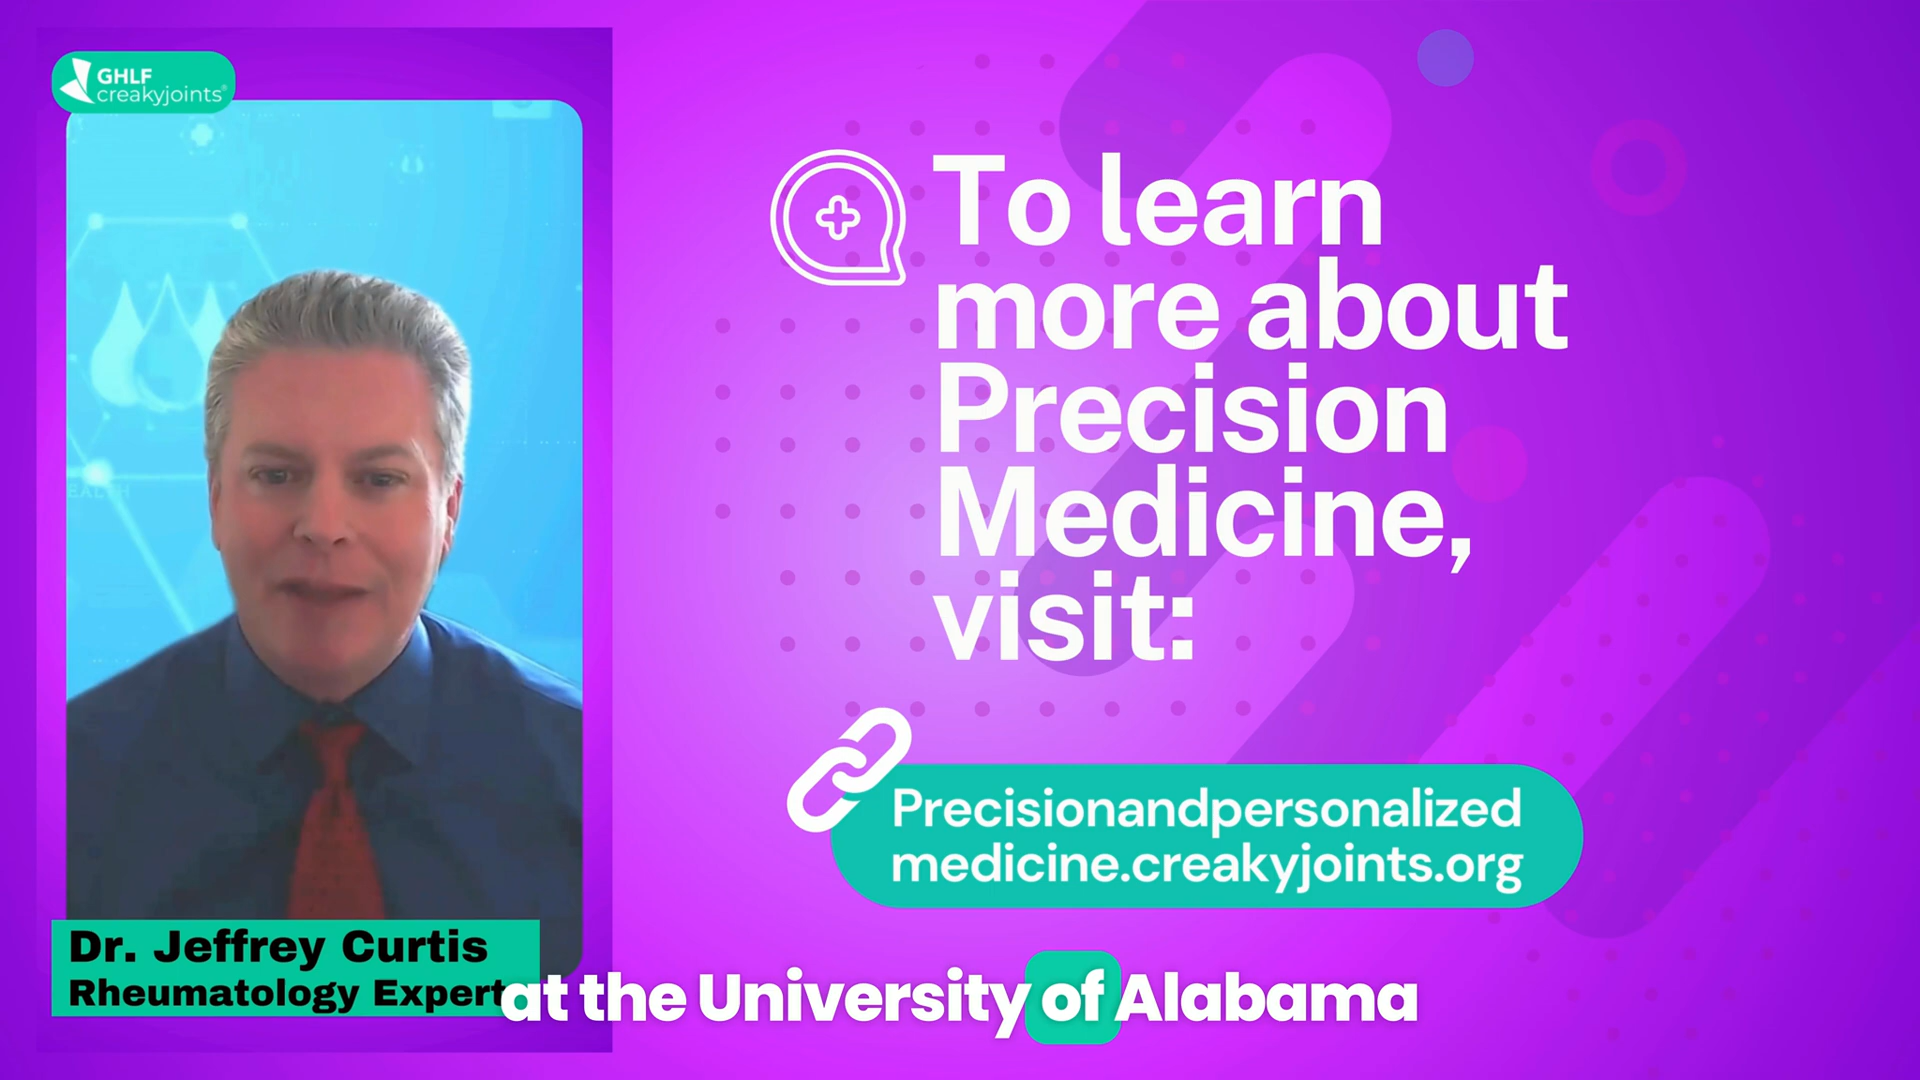 GHLF
creakyjoints®
To learn
more about
Precision
Medicine,
visit:
Precisionandpersonalized
medicine.creakyjoints.org
Dr. Jeffrey Curtis
Rheumatology Expert
at the University of Alabama